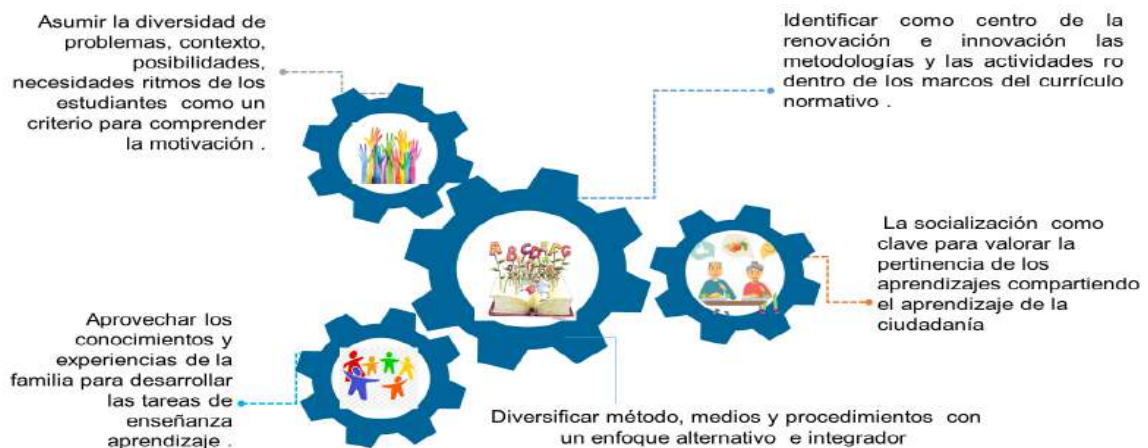 Asumir la diversidad de
problemas, contexto,
posibilidades,
necesidades ritmos de los
estudiantes como un
criterio para comprender
la motivación .
Identificar como centro de la
renovación e innovación las
metodologías y las actividades ro
dentro de los marcos del currículo
normativo .
La socialización como
clave para valorar la
pertinencia de los
aprendizajes compartiendo
el aprendizaje de la
ciudadanía
Aprovechar los
conocimientos y
experiencias de la
familia para desarrollar
las tareas de
enseñanza
aprendizaje .
Diversificar método, medios y procedimientos con
un enfoque alternativo e integrador